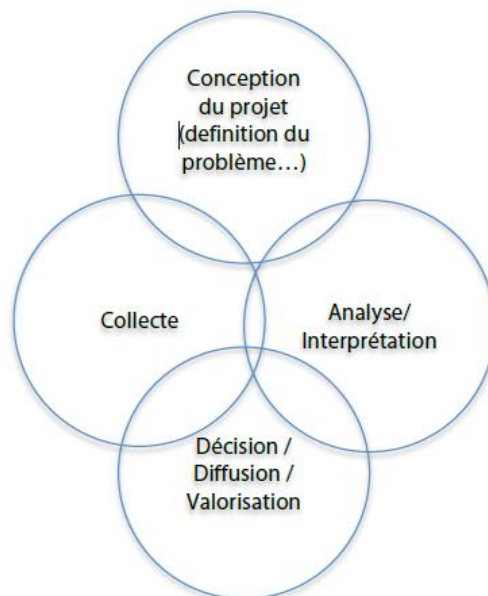 Conception
du projet
(definition du
problème...)
Collecte
Analyse/
Interprétation
Décision /
Diffusion /
Valorisation